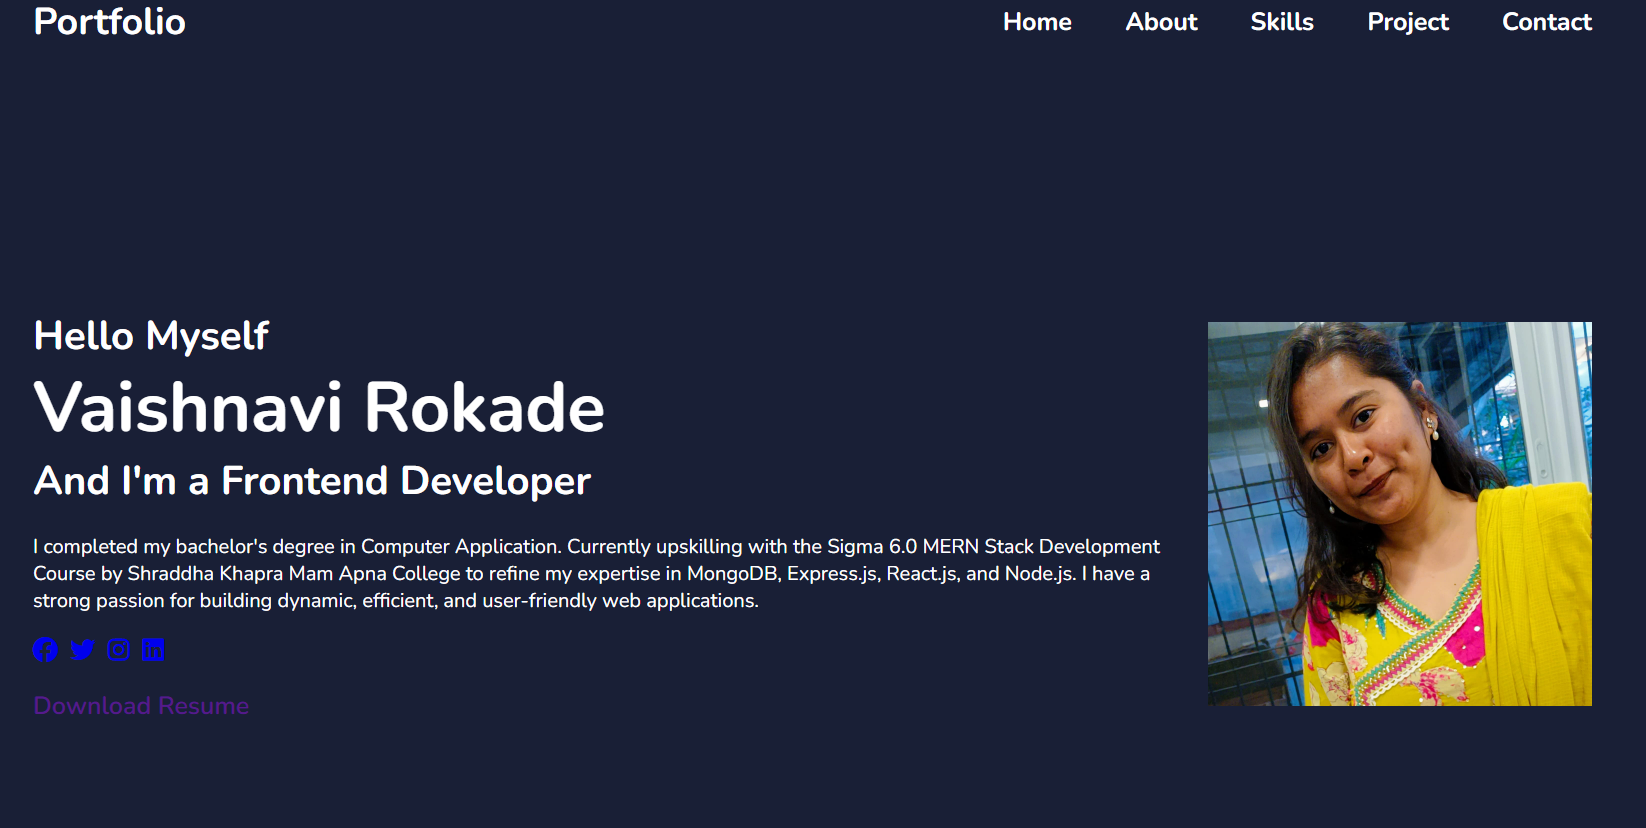 Portfolio
Home About Skills Project Contact
Hello Myself
Vaishnavi Rokade
And I'm a Frontend Developer
I completed my bachelor's degree in Computer Application. Currently upskilling with the Sigma 6.0 MERN Stack Development
Course by Shraddha Khapra Mam Apna College to refine my expertise in MongoDB, Express.js, React.js, and Node.js. I have a
strong passion for building dynamic, efficient, and user-friendly web applications.
Download Resume